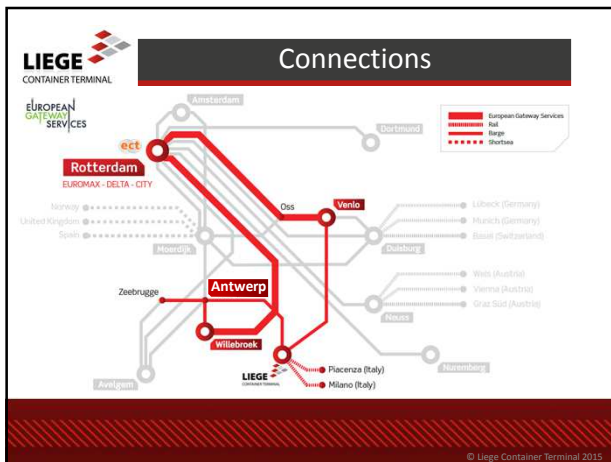 LIEGE
CONTAINER TERMINAL
Connections
EUROPEAN
GATEWAY
SERVICES
Amsterdam
Dortmund
European Gateway Services
Rail
Barge
Shortsea
ect
Rotterdam
EUROMAX - DELTA - CITY
Norway
United Kingdom
Spain
Moerdijk
Oss
Venlo
Duisburg
Lübeck (Germany)
Munich (Germany)
Basel (Switzerland)
Wels (Austria)
Vienna (Austria)
Graz Süd (Austria)
Neuss
Zeebrugge
Antwerp
Willebroek
Avelgem
LIEGE
CONTAINER TERMINAL
Piacenza (Italy)
Milano (Italy)
Nuremberg
© Liege Container Terminal 2015